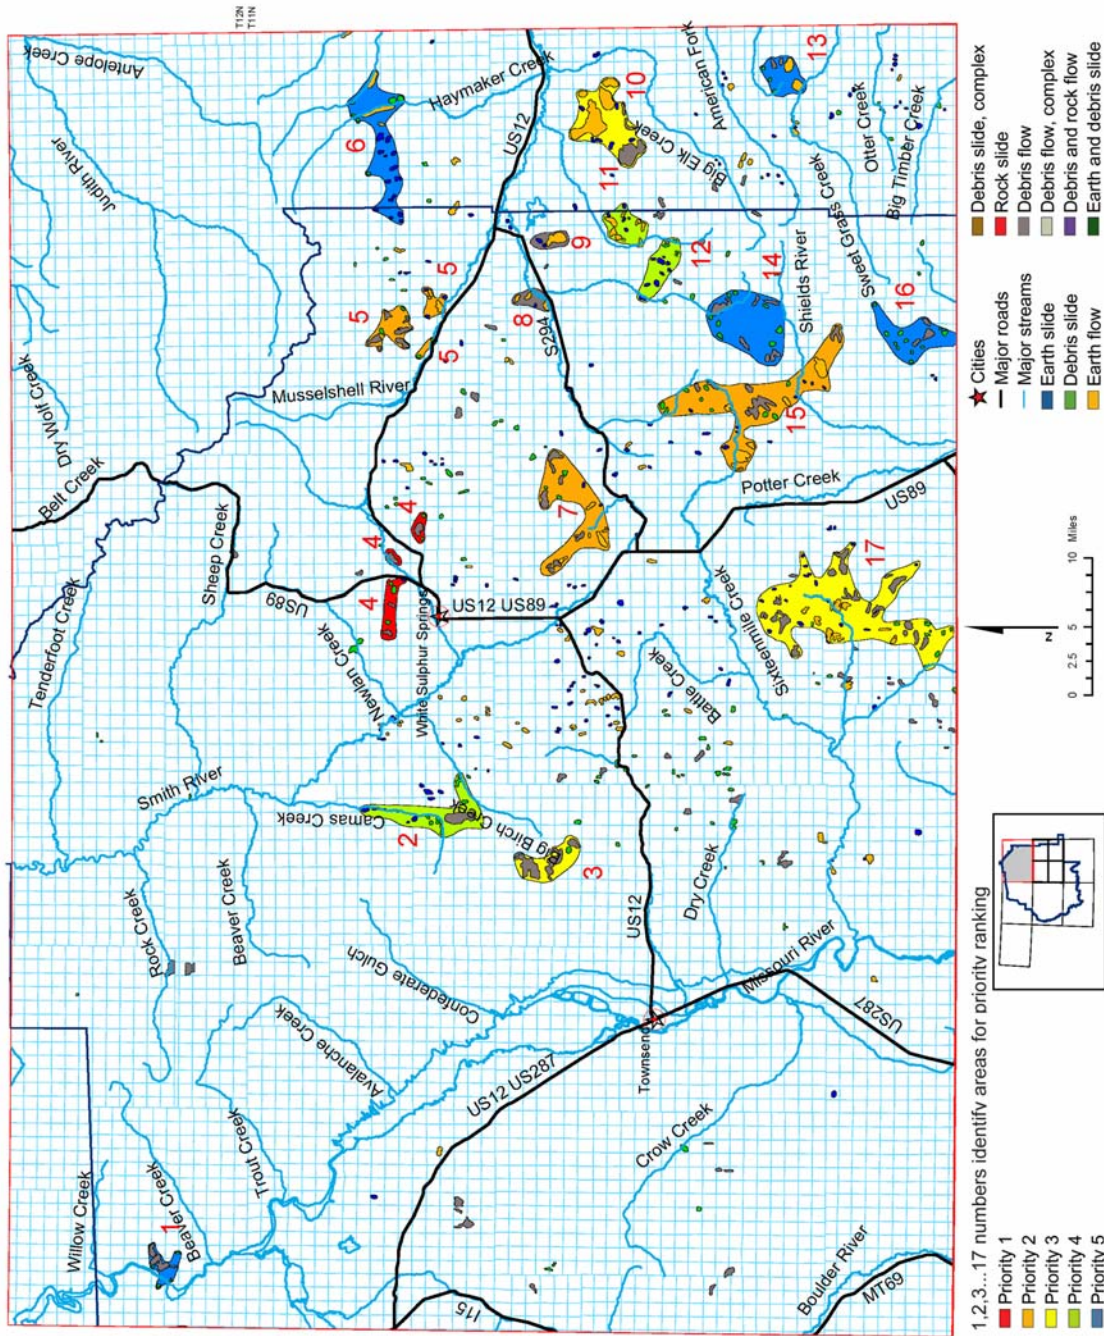 T12N
T11N
Antelope Creek
Judith River
Dry Wolf Creek
Belt Creek
Tenderfoot Creek
Sheep Creek
US89
Smith River
Rock Creek
Beaver Creek
Willow Creek
Beaver Creek
1
Trout Creek
Avalanche Creek
Confederate Gulch
Camas Creek
2
Big Birch Creek
3
Newlan Creek
White Sulphur Springs
4
4
4
Musselshell River
5
5
5
6
Haymaker Creek
US12
US12 US89
7
8
S294
9
10
11
Big Elk Creek
American Fork
12
13
14
Shields River
15
Sweet Grass Creek
16
Otter Creek
Big Timber Creek
Potter Creek
US89
17
Sixteenmile Creek
Battle Creek
Dry Creek
US12
Missouri River
Townsend
US12 US287
US287
Crow Creek
I15
Boulder River
MT69
1,2,3...17 numbers identify areas for priority ranking
Priority 1
Priority 2
Priority 3
Priority 4
Priority 5
N
0 2.5 5 10 Miles
Cities
Major roads
Major streams
Earth slide
Debris slide
Earth flow
Debris slide, complex
Rock slide
Debris flow
Debris flow, complex
Debris and rock flow
Earth and debris slide